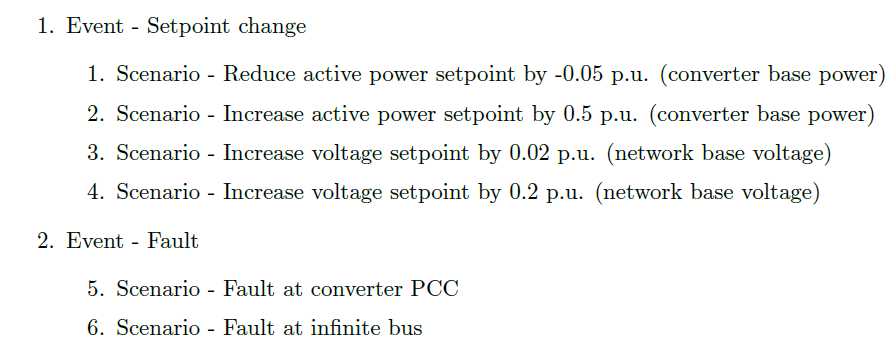 1. Event - Setpoint change
1. Scenario - Reduce active power setpoint by -0.05 p.u. (converter base power)
2. Scenario - Increase active power setpoint by 0.5 p.u. (converter base power)
3. Scenario - Increase voltage setpoint by 0.02 p.u. (network base voltage)
4. Scenario - Increase voltage setpoint by 0.2 p.u. (network base voltage)
2. Event - Fault
5. Scenario - Fault at converter PCC
6. Scenario - Fault at infinite bus